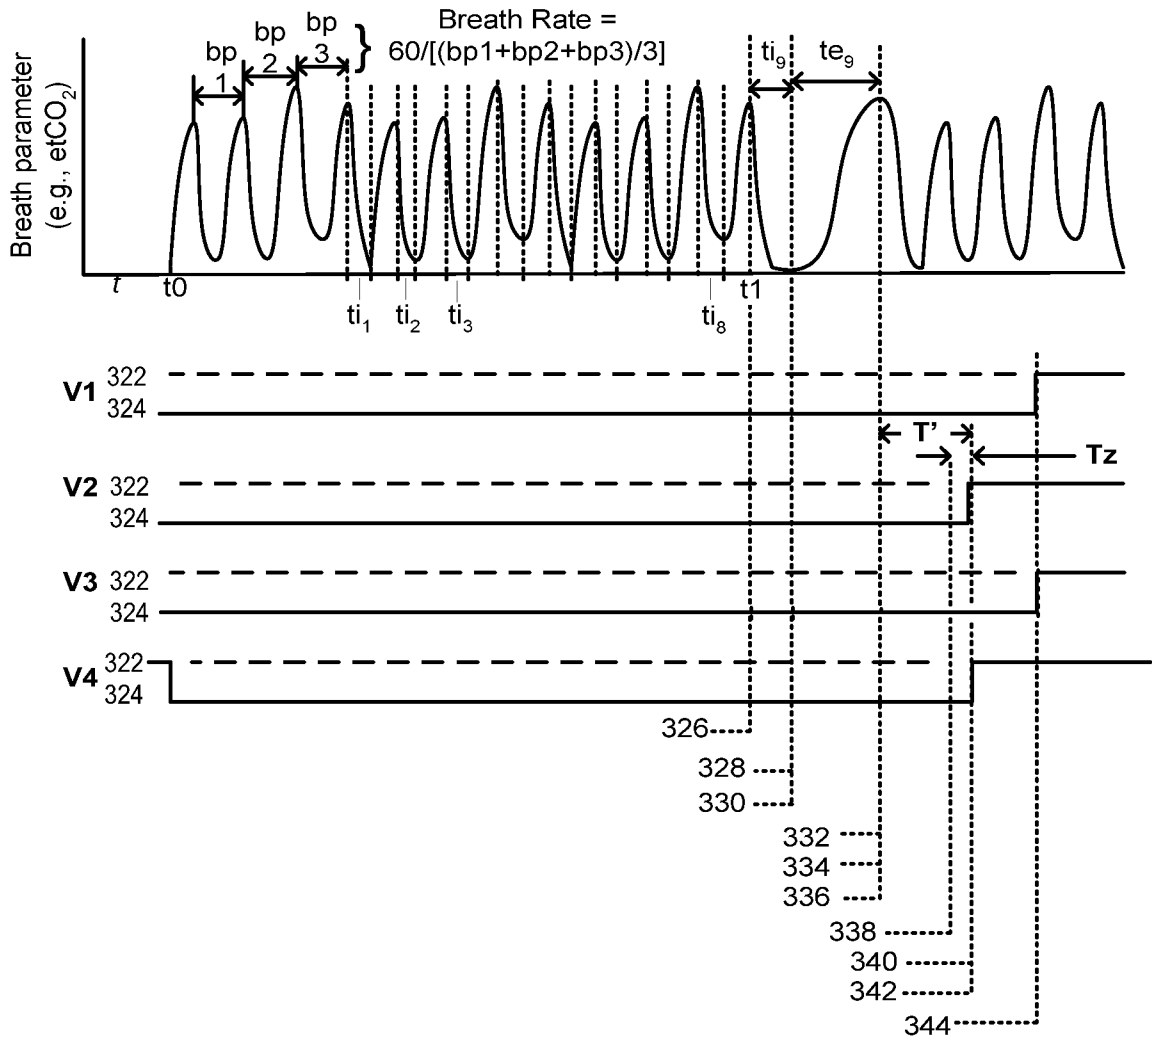 Breath Rate =
60/[(bp1+bp2+bp3)/3]
}
bp
1
bp
2
bp
3
ti9
te9
Breath parameter
(e.g., etCO2)
t
t0
t1
ti1
ti2
ti3
ti8
V1
322
324
T’
Tz
V2
322
324
V3
322
324
V4
322
324
326
328
330
332
334
336
338
340
342
344